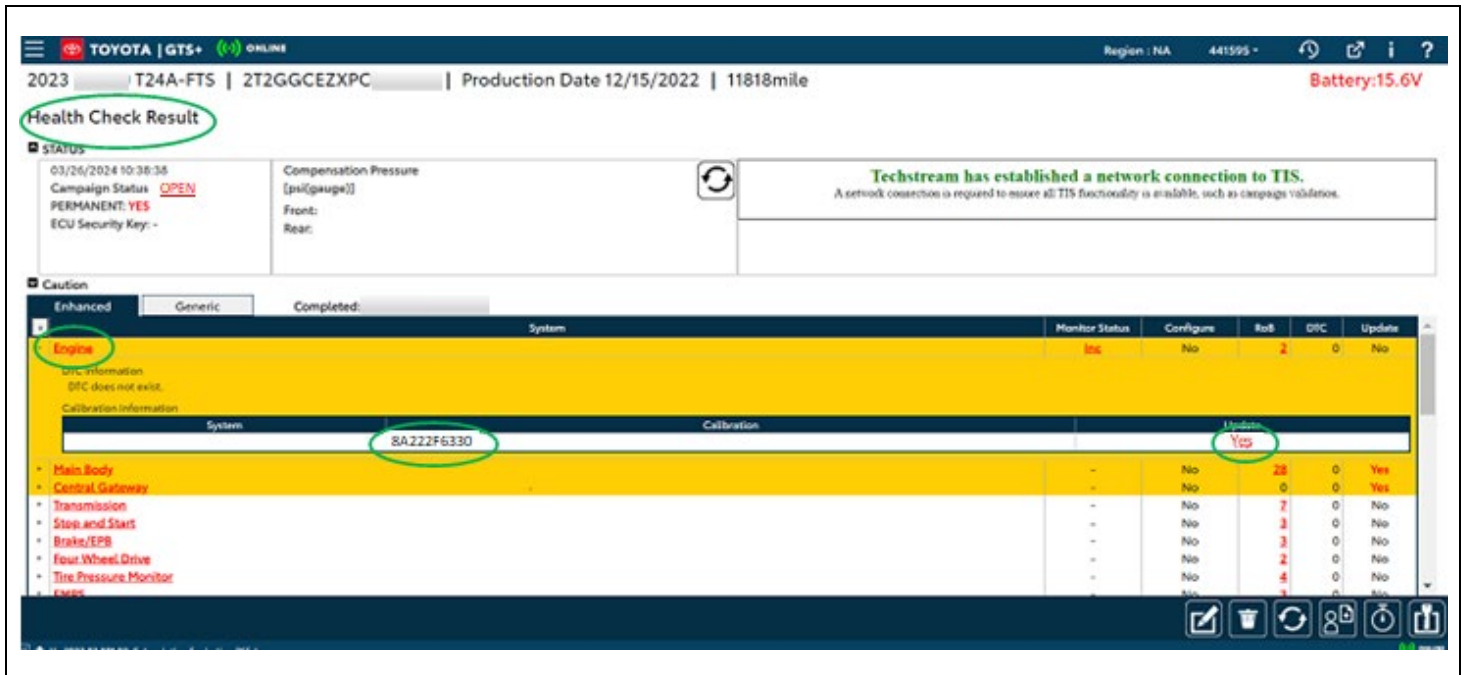 TOYOTA | GTS+ ONLINE Region : NA 441595 - i ?
2023 T24A-FTS | 2T2GGCEZXPC | Production Date 12/15/2022 | 11818mile Battery:15.6V
Health Check Result
STATUS
03/26/2024 10:38:38
Campaign Status OPEN
PERMANENT: YES
ECU Security Key: -
Compensation Pressure
[psi(gauge)]
Front:
Rear:
Techstream has established a network connection to TIS.
A network connection is required to ensure all TIS functionality is available, such as campaign validation.
Caution
Enhanced Generic Completed:
System Monitor Status Configure RoB DTC Update
Engine Inc No 2 0 No
DTC Information
DTC does not exist.
Calibration Information
System Calibration Update
8A222F6330 Yes
Main Body - No 28 0 Yes
Central Gateway - No 0 0 Yes
Transmission - No 7 0 No
Stop and Start - No 3 0 No
Brake/EPB - No 3 0 No
Four Wheel Drive - No 2 0 No
Tire Pressure Monitor - No 4 0 No
EMPS - No 3 0 No